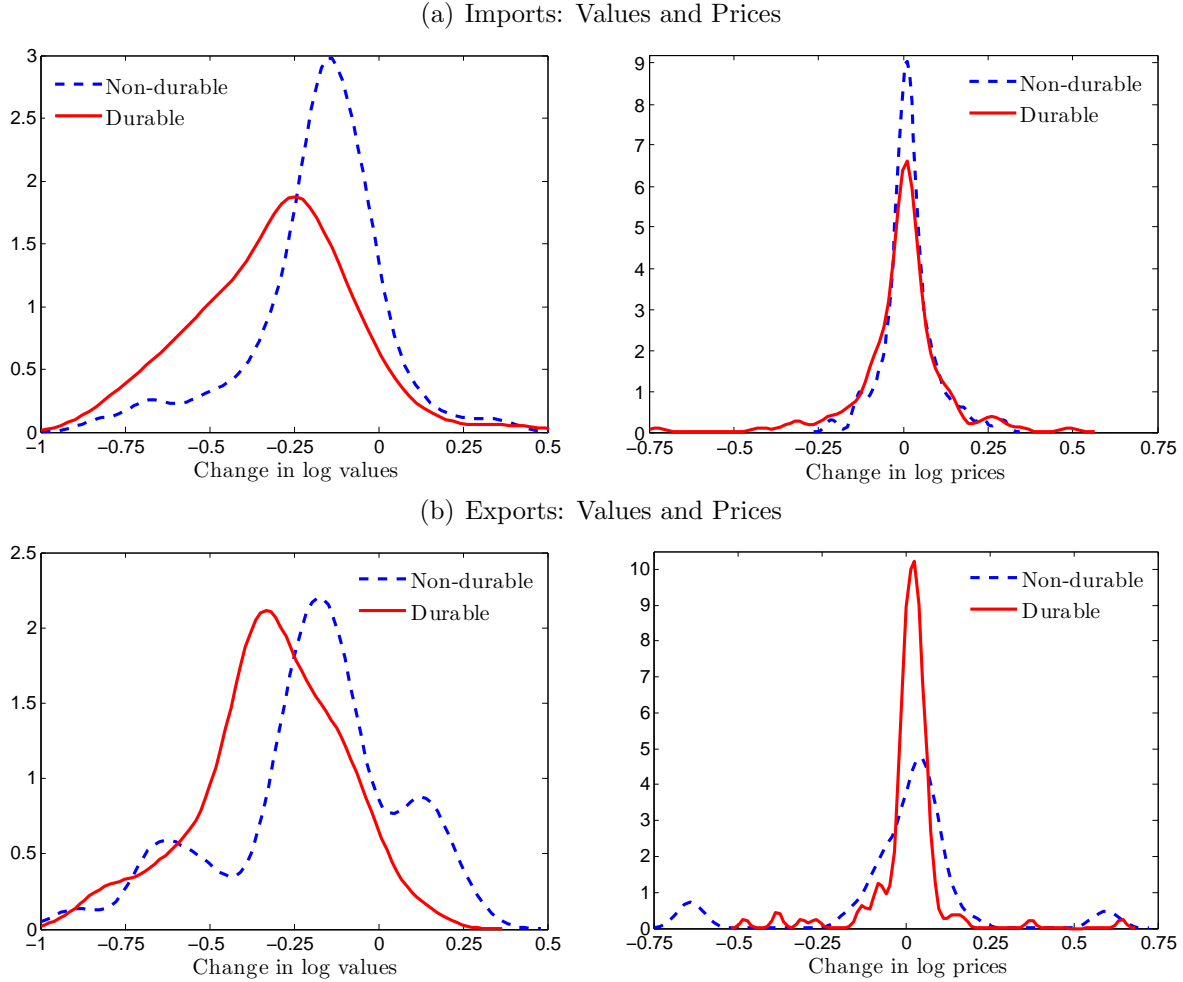 (a) Imports: Values and Prices
3
2.5
2
1.5
1
0.5
0
Non-durable
Durable
−1 −0.75 −0.5 −0.25 0 0.25 0.5
Change in log values
9
8
7
6
5
4
3
2
1
0
Non-durable
Durable
−0.75 −0.5 −0.25 0 0.25 0.5 0.75
Change in log prices
(b) Exports: Values and Prices
2.5
2
1.5
1
0.5
0
Non-durable
Durable
−1 −0.75 −0.5 −0.25 0 0.25 0.5
Change in log values
10
9
8
7
6
5
4
3
2
1
0
Non-durable
Durable
−0.75 −0.5 −0.25 0 0.25 0.50 0.75
Change in log prices